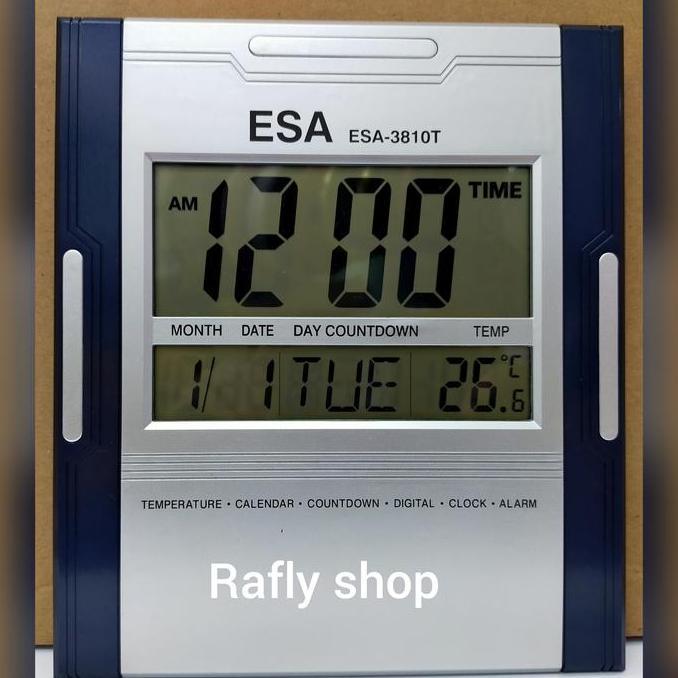 ESA ESA-3810T
AM 12 00 TIME
MONTH DATE DAY COUNTDOWN TEMP
1/ 1 TUE 26.6 °C
TEMPERATURE • CALENDAR • COUNTDOWN • DIGITAL • CLOCK • ALARM
Rafly shop